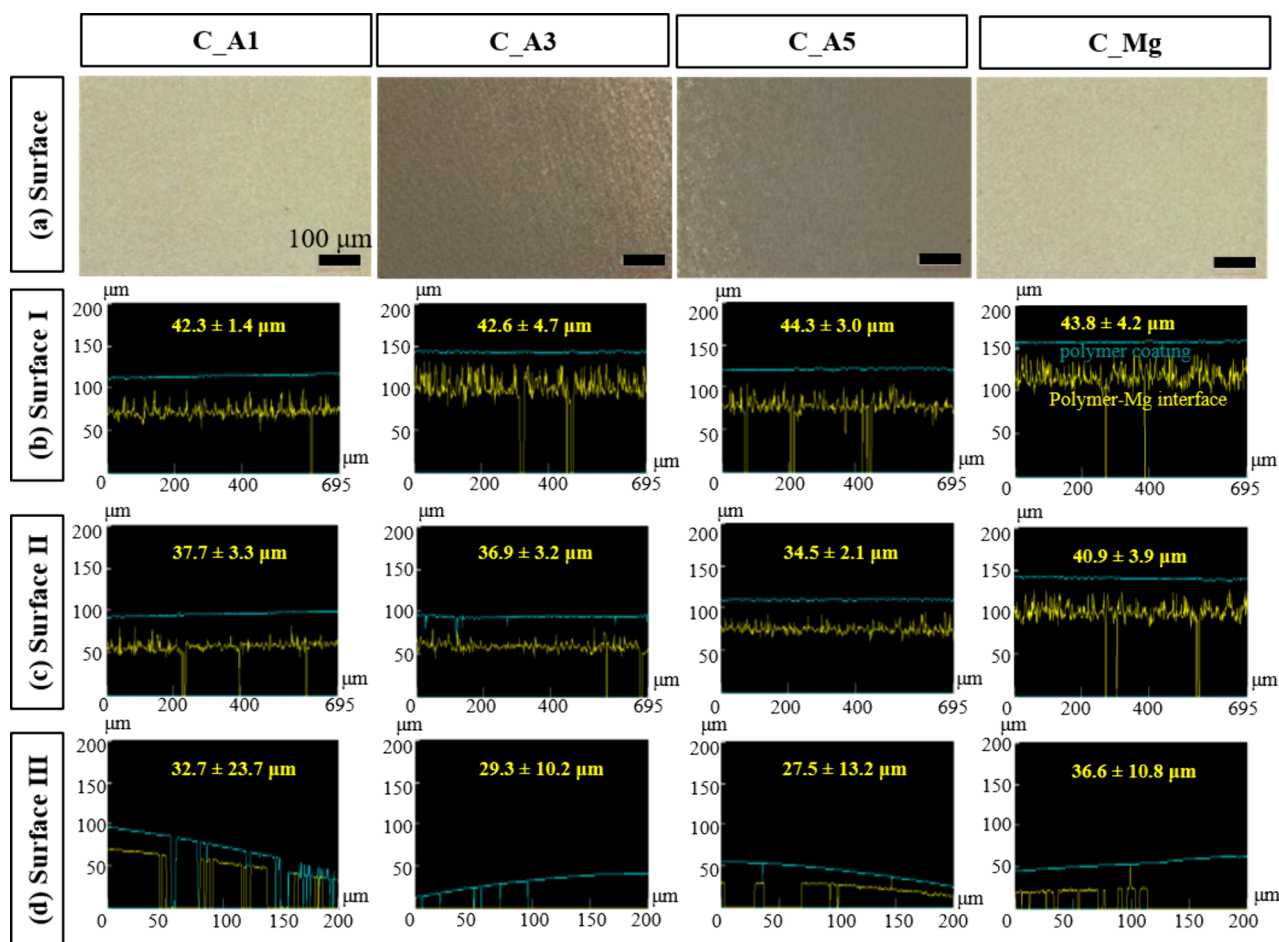 C_A1 C_A3 C_A5 C_Mg
(a) Surface
100 μm
(b) Surface I
μm μm μm μm
200 200 200 200
150 150 150 150
100 100 100 100
50 50 50 50
42.3 ± 1.4 μm 42.6 ± 4.7 μm 44.3 ± 3.0 μm 43.8 ± 4.2 μm
polymer coating
Polymer-Mg interface
μm μm μm μm
0 200 400 695 0 200 400 695 0 200 400 695 0 200 400 695
(c) Surface II
μm μm μm μm
200 200 200 200
150 150 150 150
100 100 100 100
50 50 50 50
37.7 ± 3.3 μm 36.9 ± 3.2 μm 34.5 ± 2.1 μm 40.9 ± 3.9 μm
μm μm μm μm
0 200 400 695 0 200 400 695 0 200 400 695 0 200 400 695
(d) Surface III
μm μm μm μm
200 200 200 200
150 150 150 150
100 100 100 100
50 50 50 50
32.7 ± 23.7 μm 29.3 ± 10.2 μm 27.5 ± 13.2 μm 36.6 ± 10.8 μm
μm μm μm μm
0 50 100 150 200 0 50 100 150 200 0 50 100 150 200 0 50 100 150 200